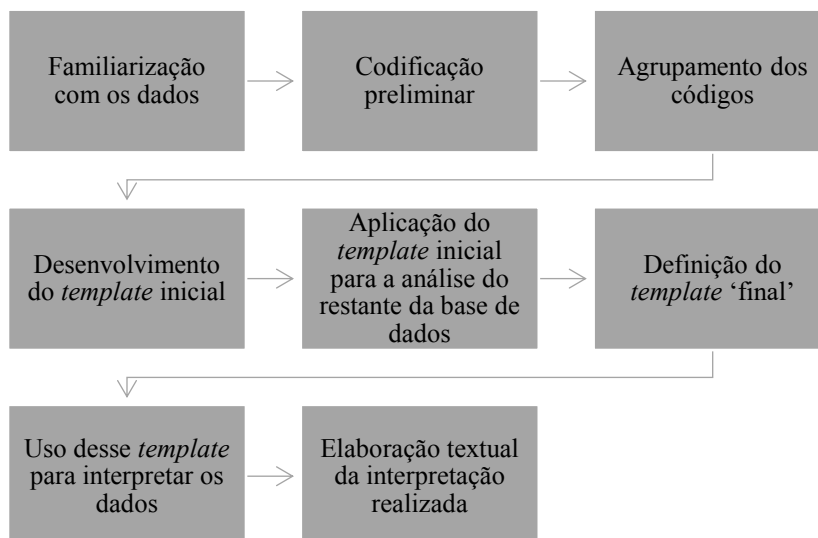 Familiarização
com os dados
Codificação
preliminar
Agrupamento dos
códigos
Desenvolvimento
do template inicial
Aplicação do
template inicial
para a análise do
restante da base de
dados
Definição do
template ‘final’
Uso desse template
para interpretar os
dados
Elaboração textual
da interpretação
realizada